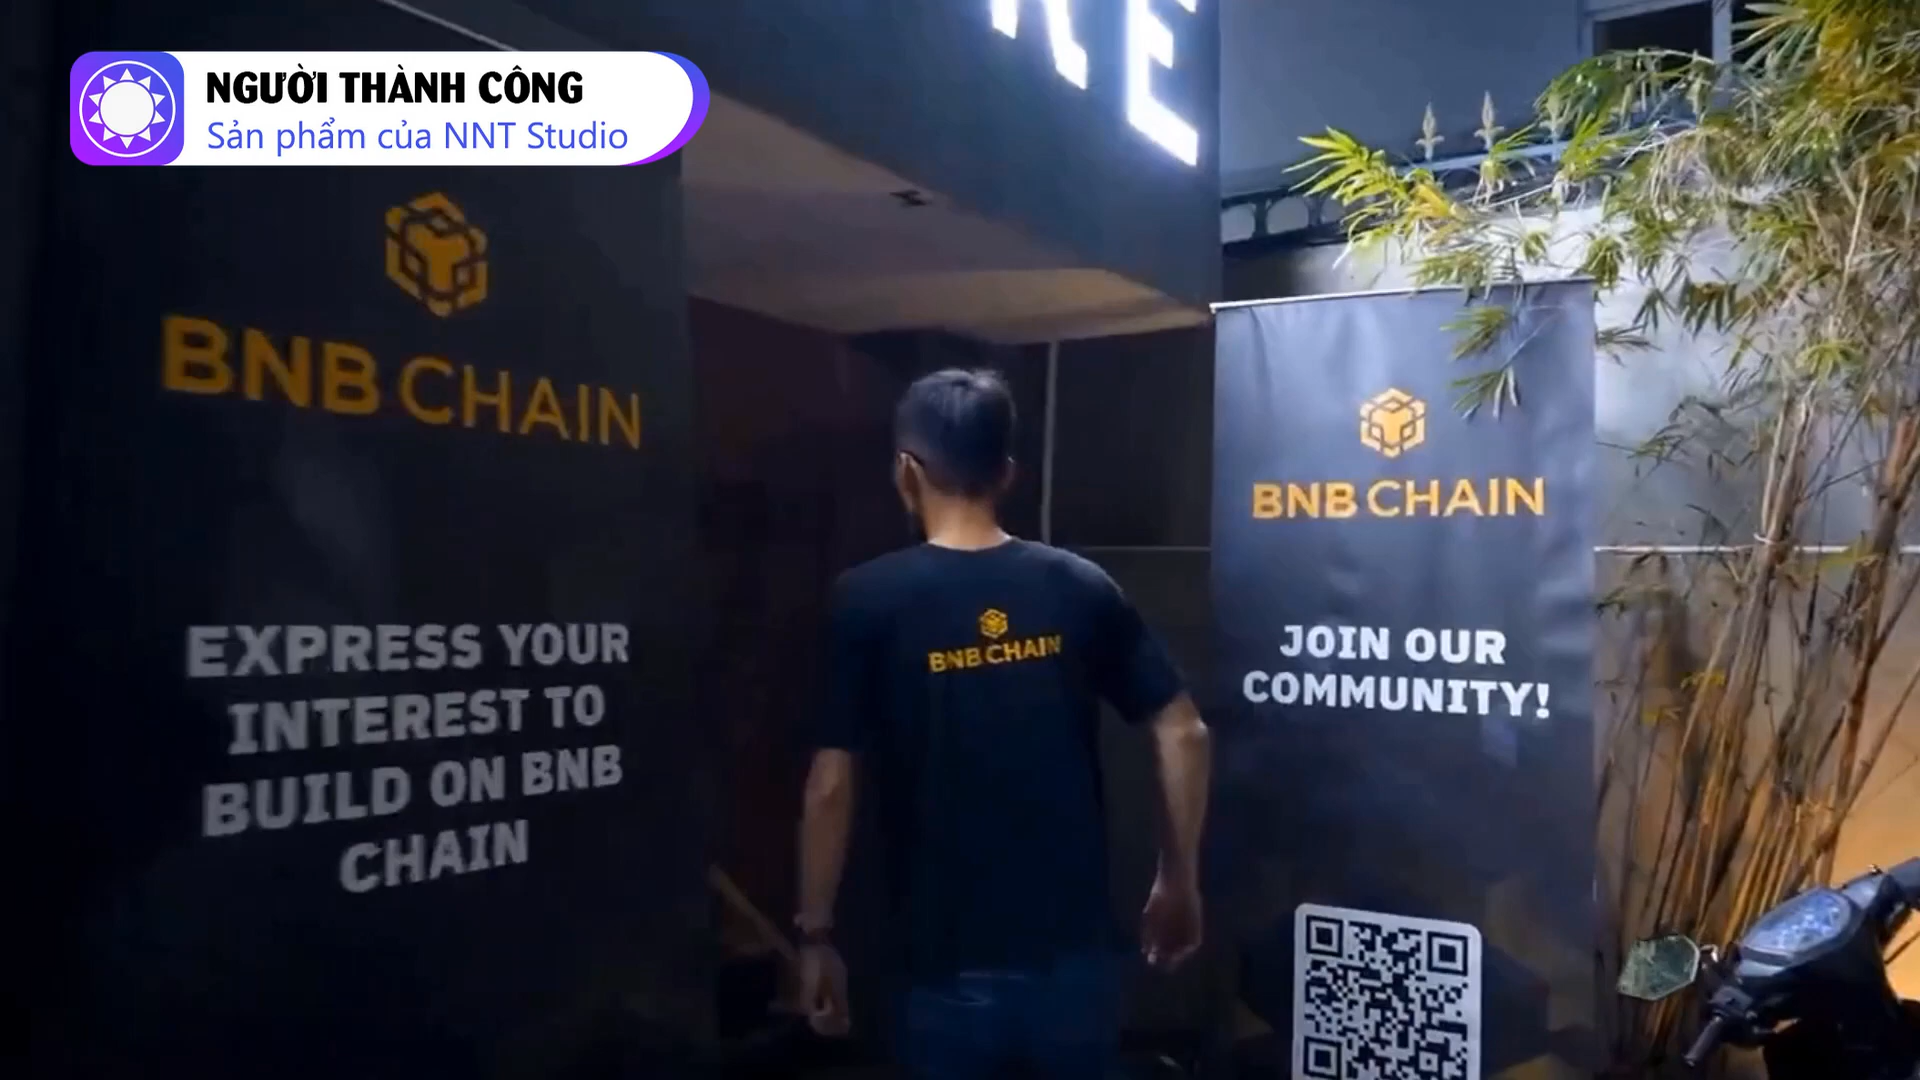 NGƯỜI THÀNH CÔNG
Sản phẩm của NNT Studio
BNB CHAIN
EXPRESS YOUR
INTEREST TO
BUILD ON BNB
CHAIN
BNB CHAIN
BNB CHAIN
JOIN OUR
COMMUNITY!